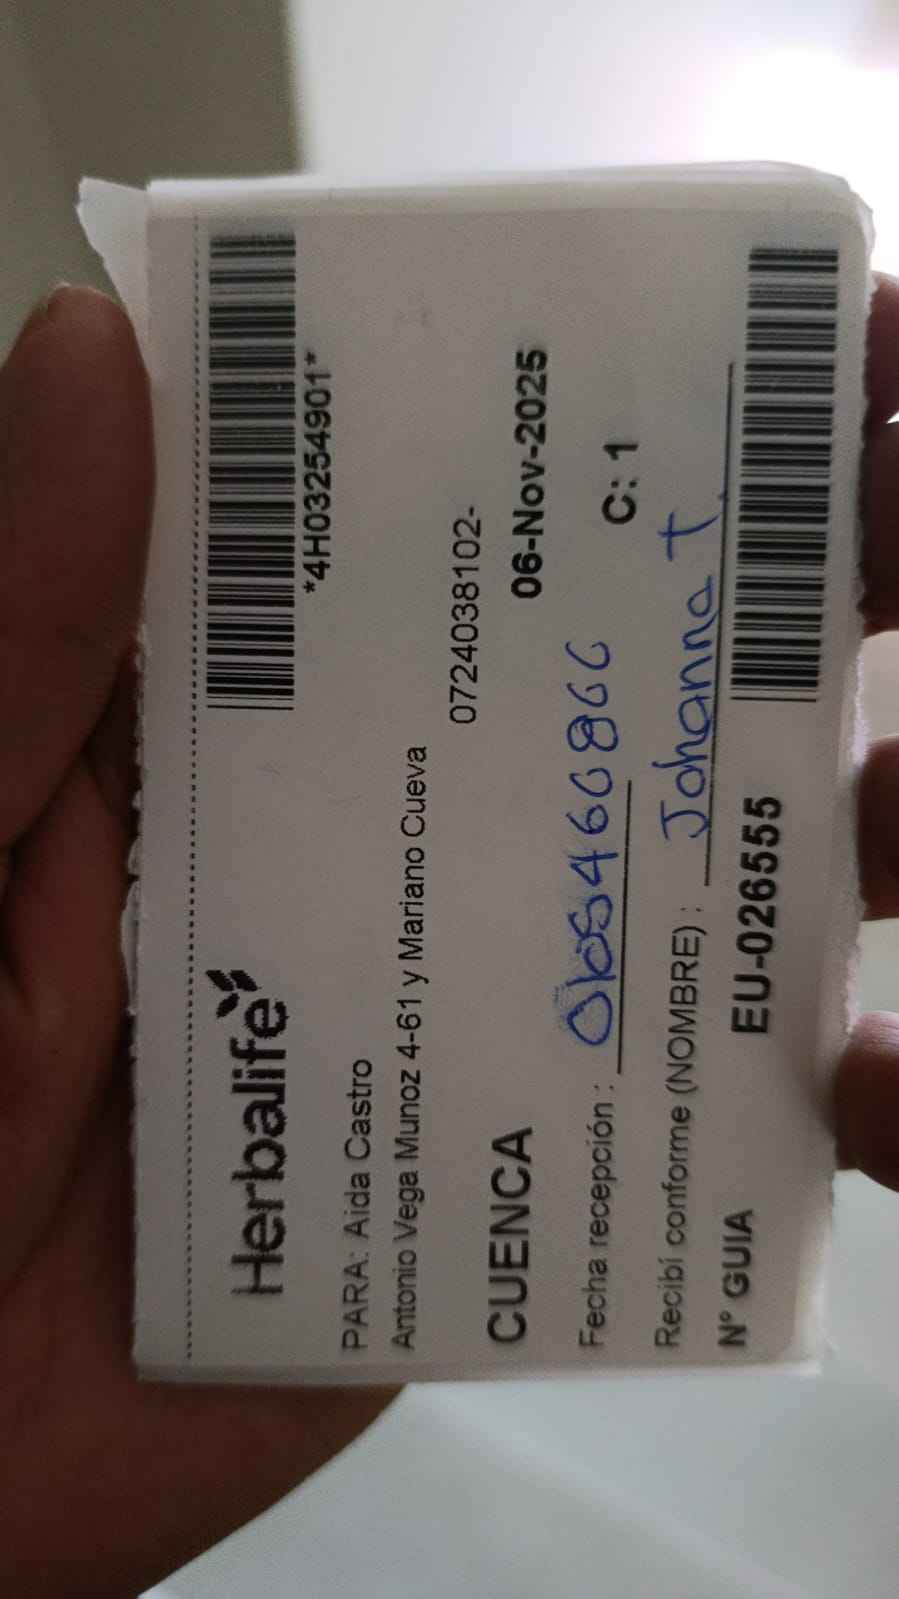 Herbalife
*4H03254901*
PARA: Aida Castro
Antonio Vega Munoz 4-61 y Mariano Cueva
0724038102-
CUENCA 06-Nov-2025
Fecha recepción :
C: 1
Recibí conforme (NOMBRE) : Johanna T.
N° GUIA EU-026555